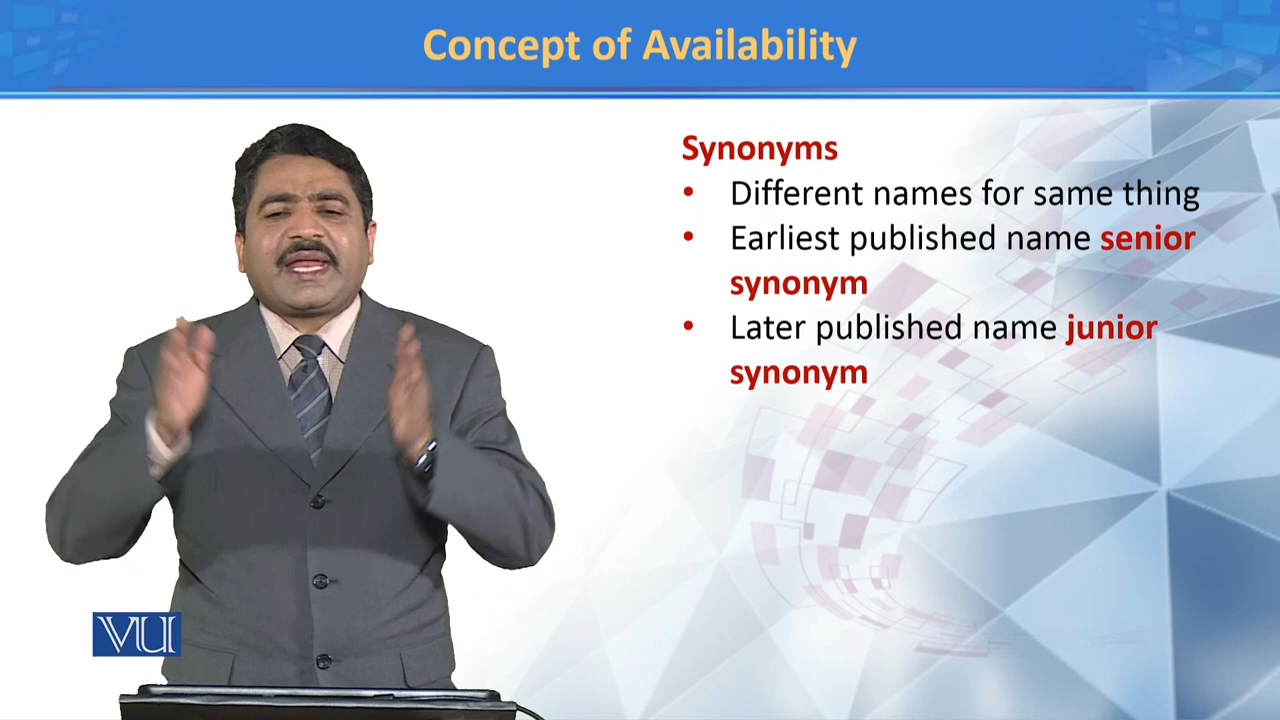 Concept of Availability
Synonyms
• Different names for same thing
• Earliest published name senior
synonym
• Later published name junior
synonym
VU